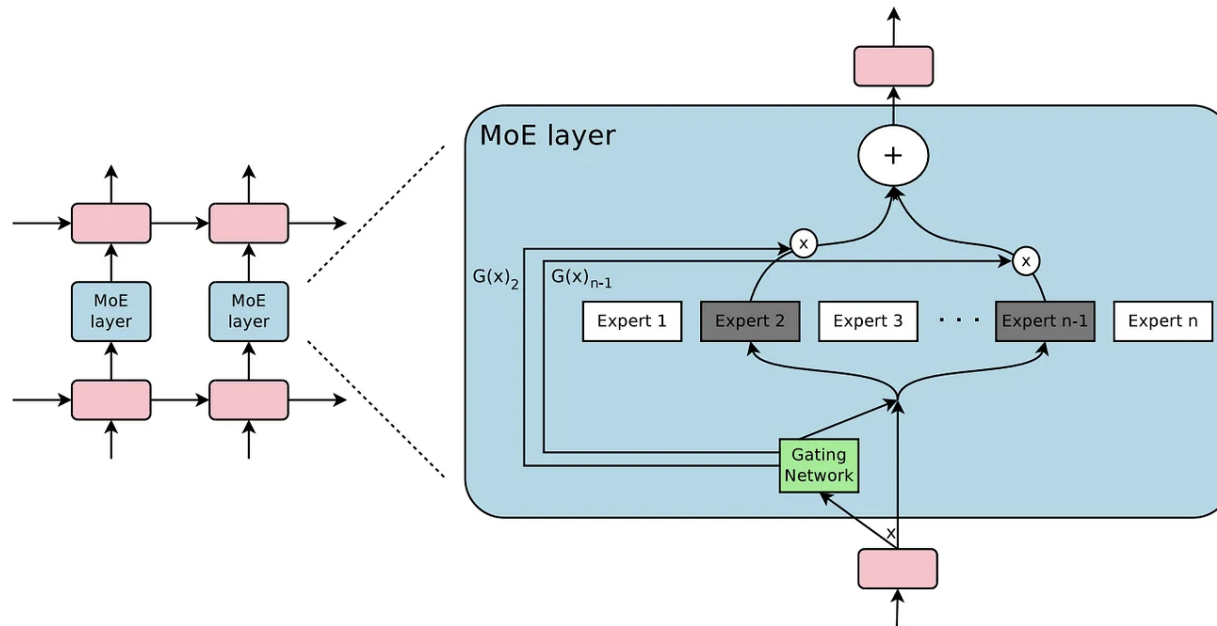 MoE layer
+
x
G(x)2
G(x)n-1
x
MoE
layer
MoE
layer
Expert 1
Expert 2
Expert 3
. . .
Expert n-1
Expert n
Gating
Network
x